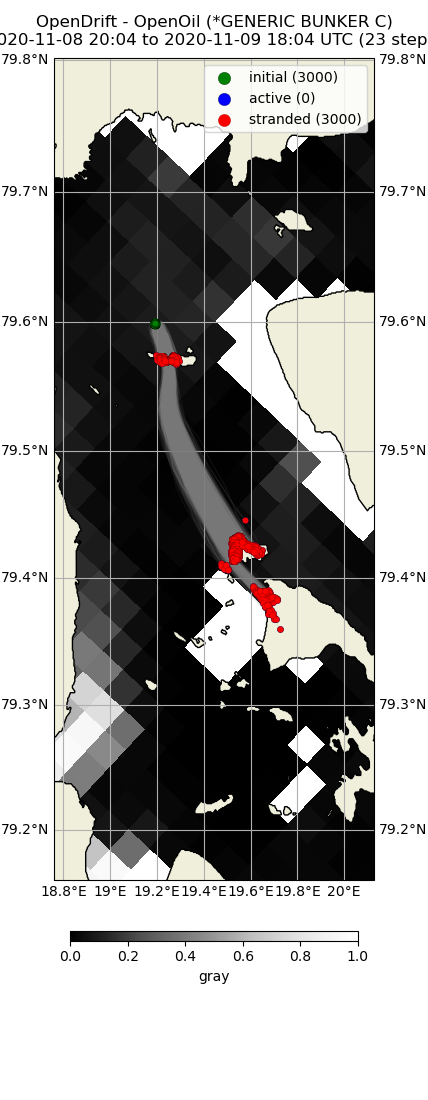 OpenDrift - OpenOil (*GENERIC BUNKER C)
020-11-08 20:04 to 2020-11-09 18:04 UTC (23 step
79.8°N 79.8°N
initial (3000)
active (0)
stranded (3000)
79.7°N 79.7°N
79.6°N 79.6°N
79.5°N 79.5°N
79.4°N 79.4°N
79.3°N 79.3°N
79.2°N 79.2°N
18.8°E 19°E 19.2°E 19.4°E 19.6°E 19.8°E 20°E
0.0 0.2 0.4 0.6 0.8 1.0
gray